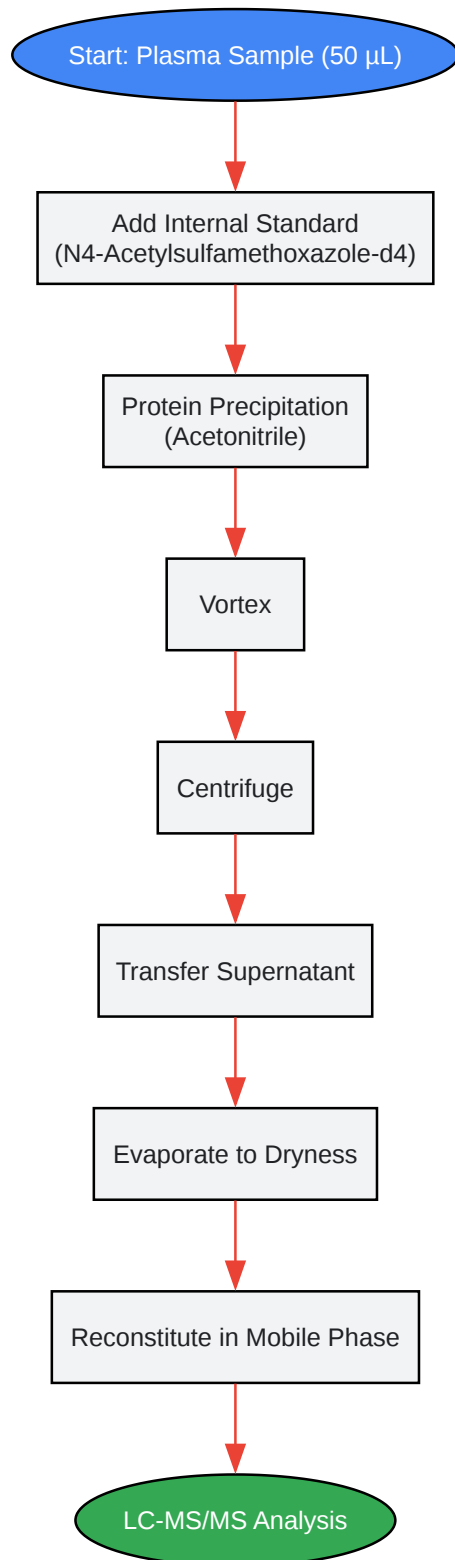 Start: Plasma Sample (50 µL)
Add Internal Standard
(N4-Acetylsulfamethoxazole-d4)
Protein Precipitation
(Acetonitrile)
Vortex
Centrifuge
Transfer Supernatant
Evaporate to Dryness
Reconstitute in Mobile Phase
LC-MS/MS Analysis